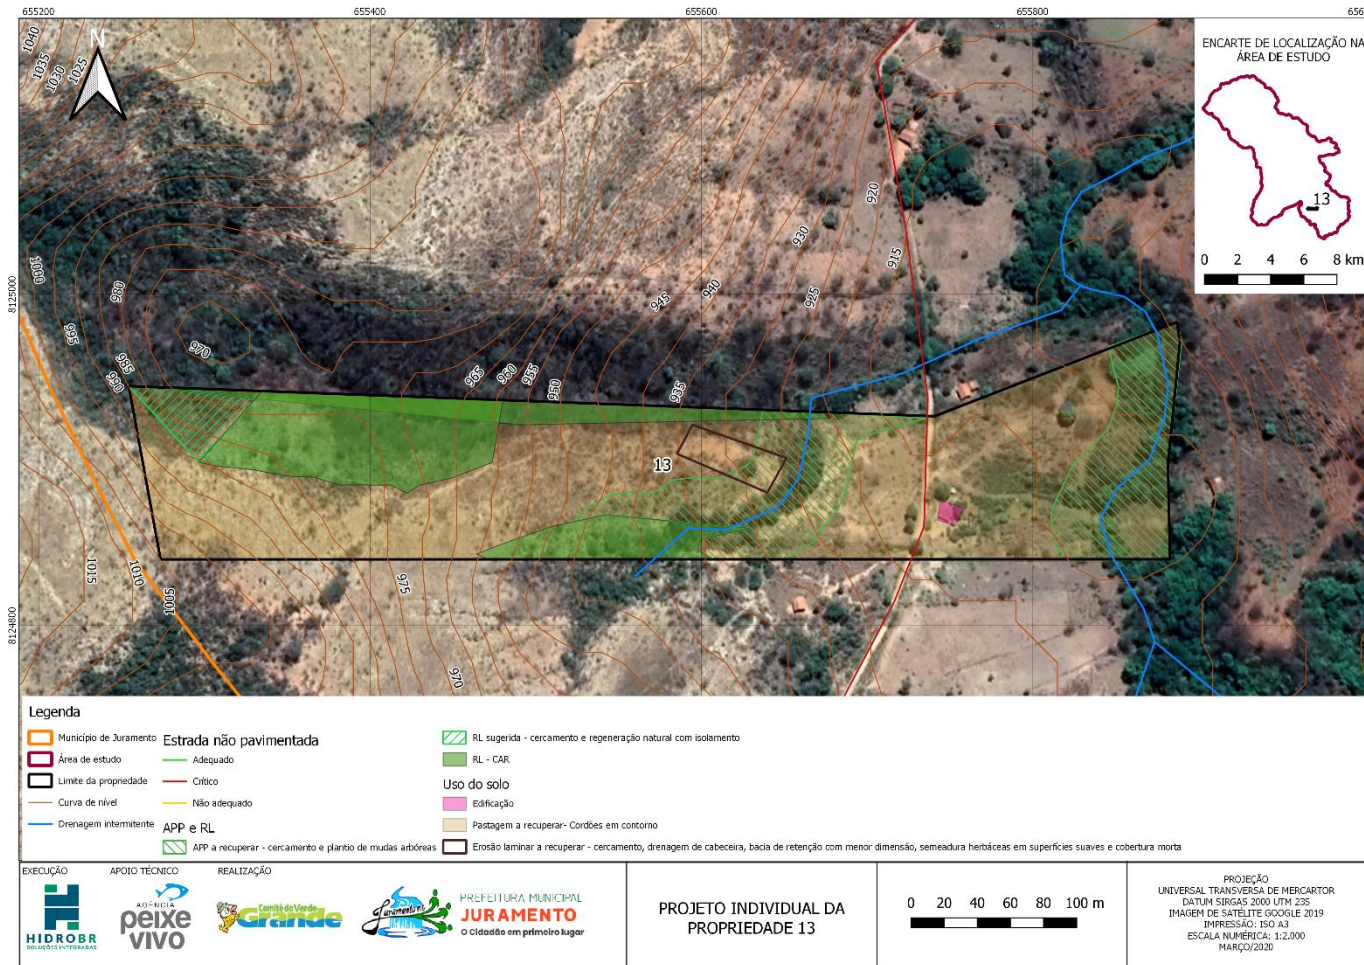 655200
655400
655600
655800
656
1040
1035
1030
1025
N
ENCARTE DE LOCALIZAÇÃO NA
ÁREA DE ESTUDO
13
0 2 4 6 8 km
8125000
1000
995
990
985
980
970
965
960
955
950
945
940
935
930
925
920
915
13
8124800
1015
1010
1005
975
970
Legenda
Município de Juramento
Área de estudo
Limite da propriedade
Curva de nível
Drenagem intermitente
Estrada não pavimentada
Adequado
Crítico
Não adequado
APP e RL
APP a recuperar - cercamento e plantio de mudas arbóreas
RL sugerida - cercamento e regeneração natural com isolamento
RL - CAR
Uso do solo
Edificação
Pastagem a recuperar- Cordões em contorno
Erosão laminar a recuperar - cercamento, drenagem de cabeceira, bacia de retenção com menor dimensão, semeadura herbáceas em superfícies suaves e cobertura morta
EXECUÇÃO
HIDROBR
SOLUÇÕES INTEGRADAS
APOIO TÉCNICO
AGÊNCIA
peixe
vivo
REALIZAÇÃO
Comitê do Verde
Grande
Juramento
PREFEITURA MUNICIPAL
JURAMENTO
O Cidadão em primeiro lugar
PROJETO INDIVIDUAL DA
PROPRIEDADE 13
0 20 40 60 80 100 m
PROJEÇÃO
UNIVERSAL TRANSVERSA DE MERCARTOR
DATUM SIRGAS 2000 UTM 23S
IMAGEM DE SATÉLITE GOOGLE 2019
IMPRESSÃO: ISO A3
ESCALA NUMÉRICA: 1:2.000
MARÇO/2020